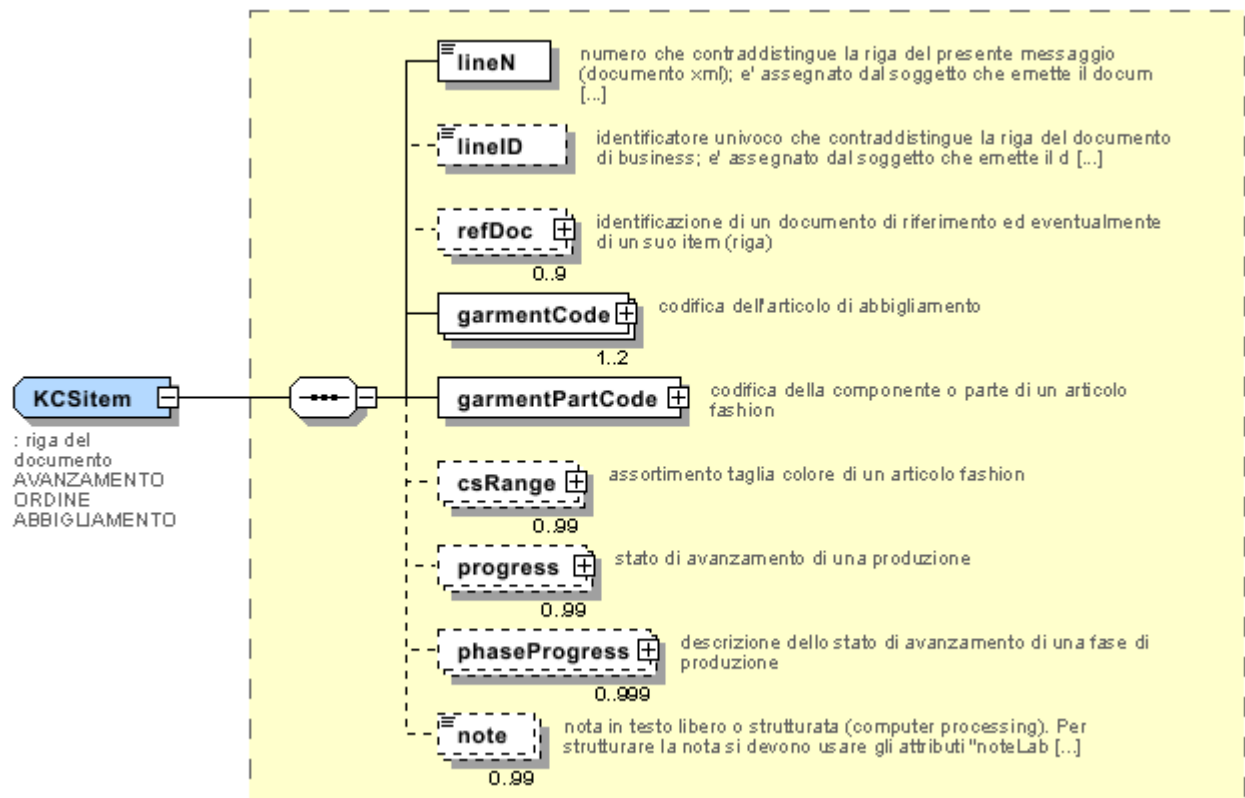 lineN
numero che contraddistingue la riga del presente messaggio
(documento xml); e' assegnato dal soggetto che emette il docum
[...]
lineID
identificatore univoco che contraddistingue la riga del documento
di business; e' assegnato dal soggetto che emette il d [...]
refDoc
identificazione di un documento di riferimento ed eventualmente
di un suo item (riga)
0..9
garmentCode
codifica dell'articolo di abbigliamento
1..2
KCSitem
: riga del
documento
AVANZAMENTO
ORDINE
ABBIGLIAMENTO
garmentPartCode
codifica della componente o parte di un articolo
fashion
csRange
assortimento taglia colore di un articolo fashion
0..99
progress
stato di avanzamento di una produzione
0..99
phaseProgress
descrizione dello stato di avanzamento di una fase di
produzione
0..999
note
nota in testo libero o strutturata (computer processing). Per
strutturare la nota si devono usare gli attributi "noteLab [...]
0..99